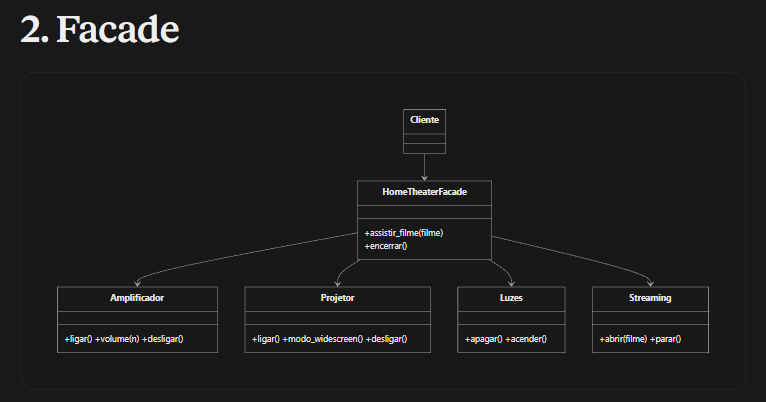 2. Facade
Cliente
HomeTheaterFacade
+assistir_filme(filme)
+encerrar()
Amplificador
+ligar() +volume(n) +desligar()
Projetor
+ligar() +modo_widescreen() +desligar()
Luzes
+apagar() +acender()
Streaming
+abrir(filme) +parar()